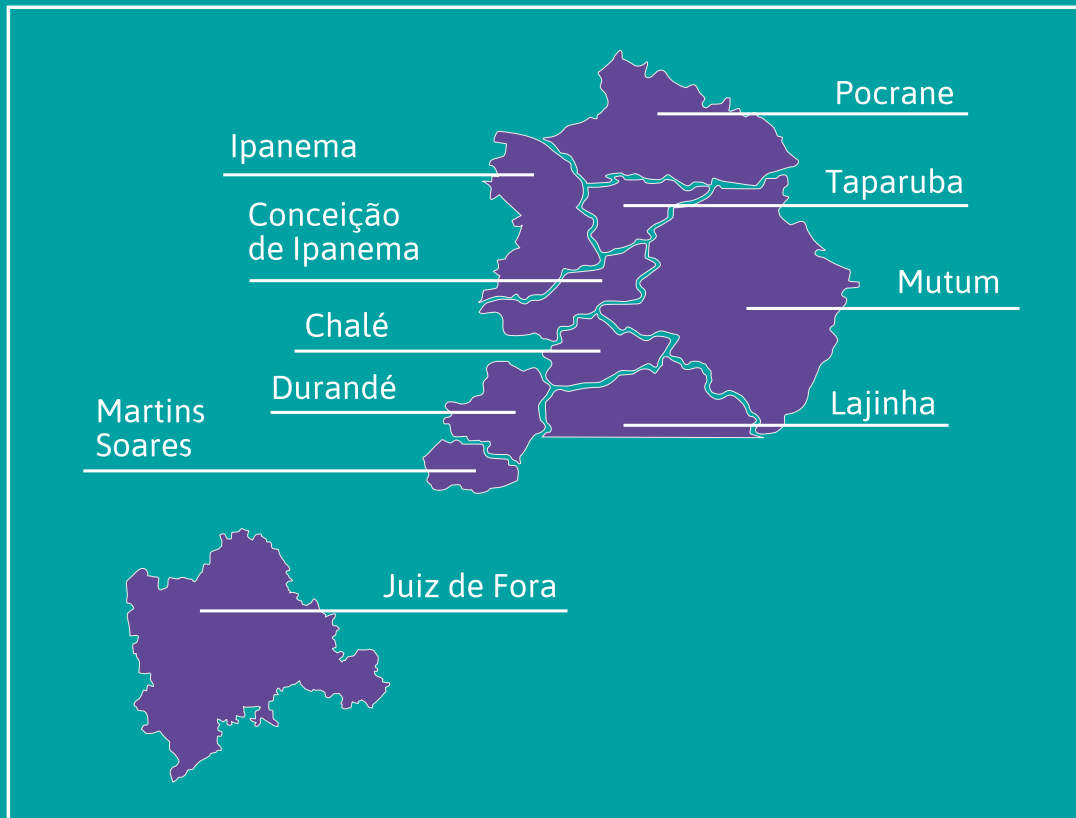 Pocrane
Ipanema
Taparuba
Conceição
de Ipanema
Mutum
Chalé
Durandé
Lajinha
Martins
Soares
Juiz de Fora